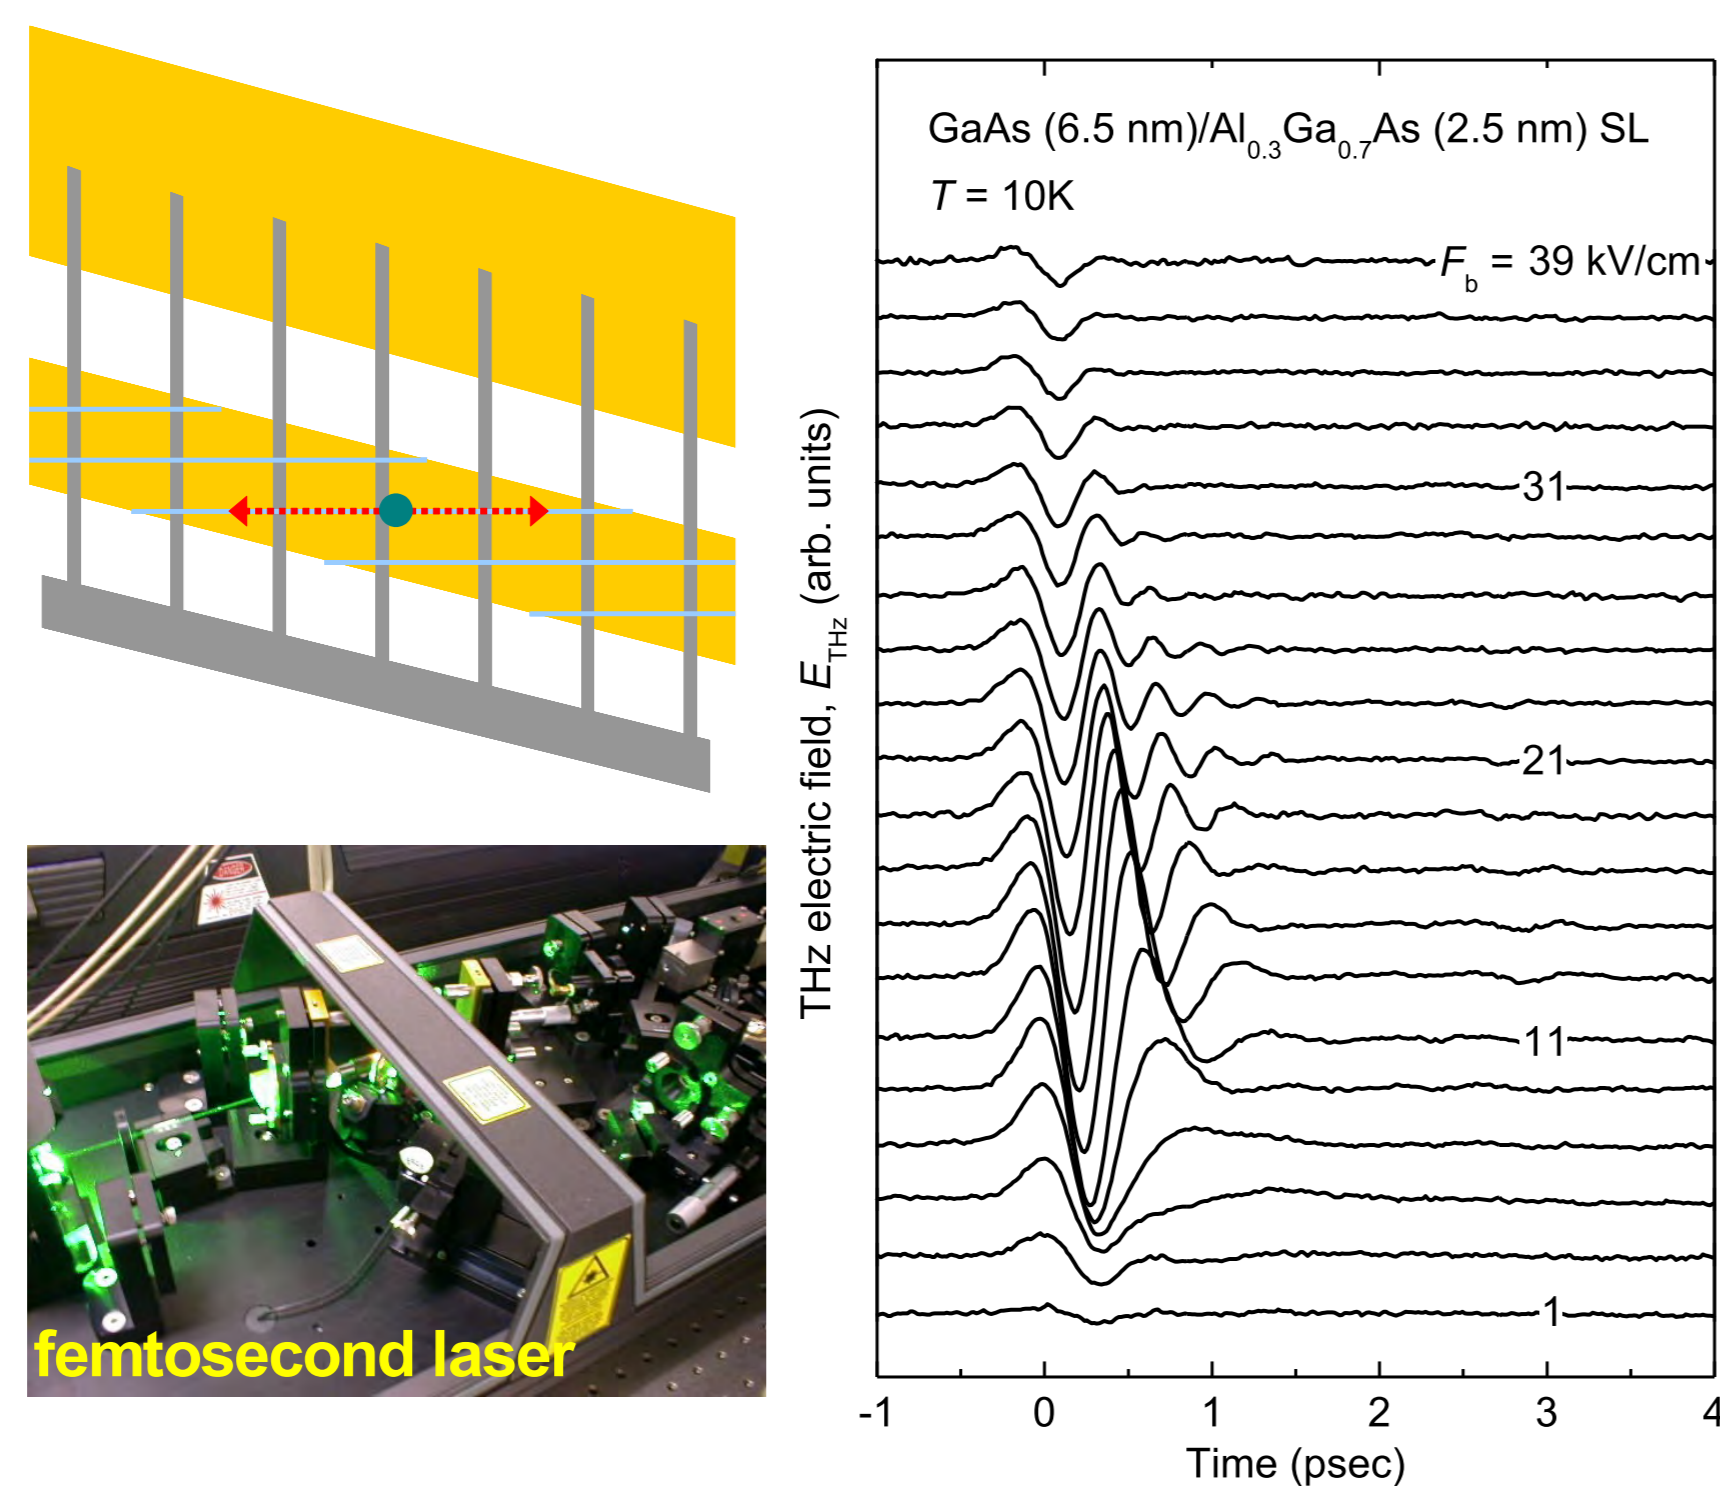 GaAs (6.5 nm)/Al0.3Ga0.7As (2.5 nm) SL
T = 10K
Fb = 39 kV/cm
31
21
11
1
THz electric field, ETHz (arb. units)
-1 0 1 2 3 4
Time (psec)
femtosecond laser